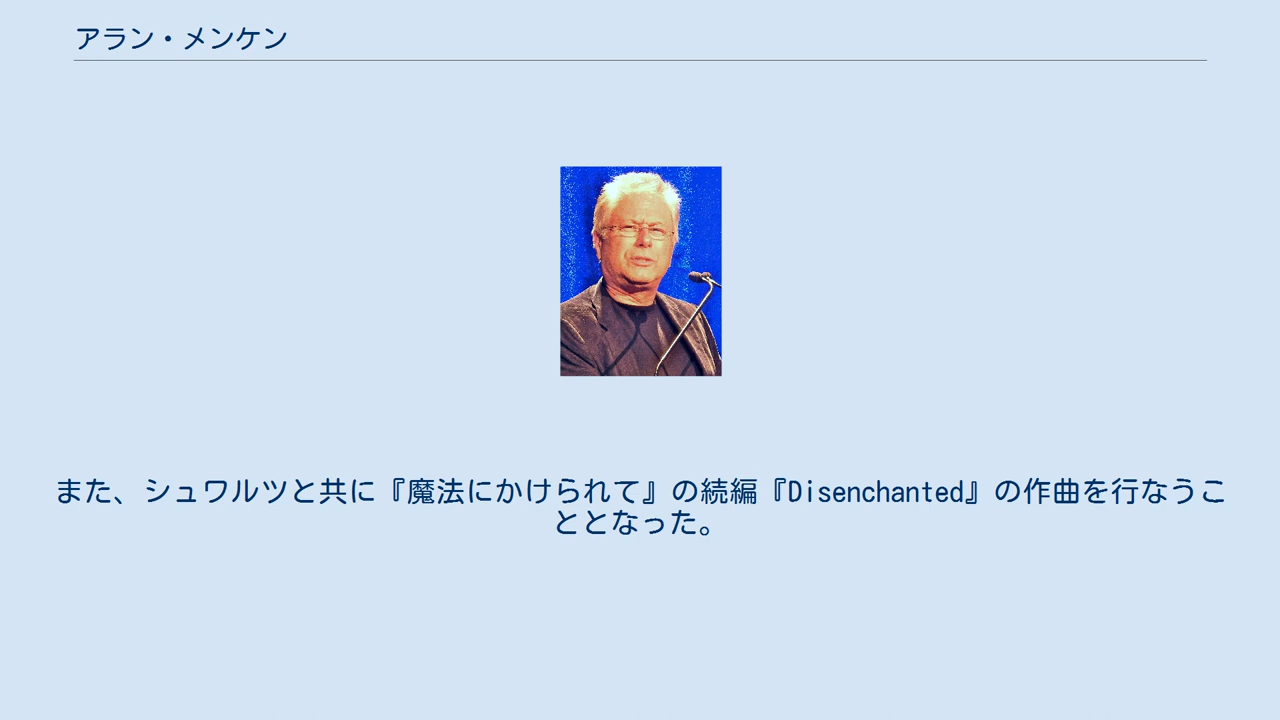 アラン・メンケン
また、シュワルツと共に『魔法にかけられて』の続編『Disenchanted』の作曲を行なうこ
ととなった。